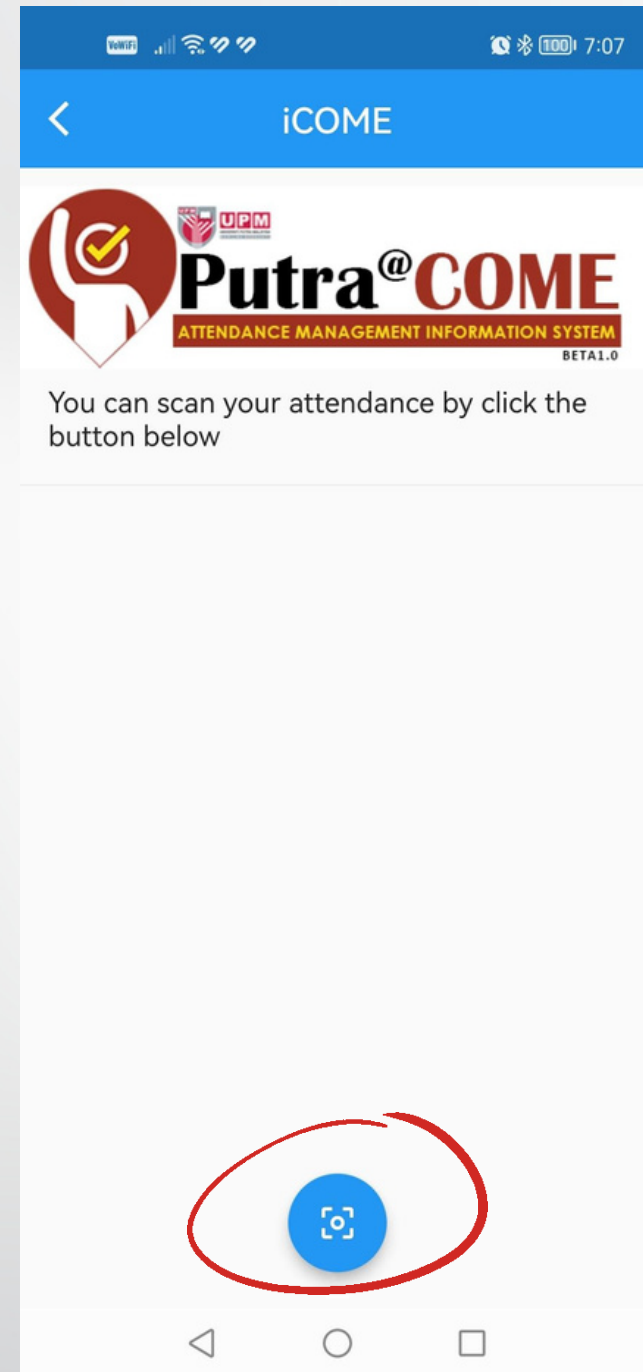 VoWiFi 100 7:07
iCOME
UPM
Putra@COME
ATTENDANCE MANAGEMENT INFORMATION SYSTEM
BETA1.0
You can scan your attendance by click the
button below